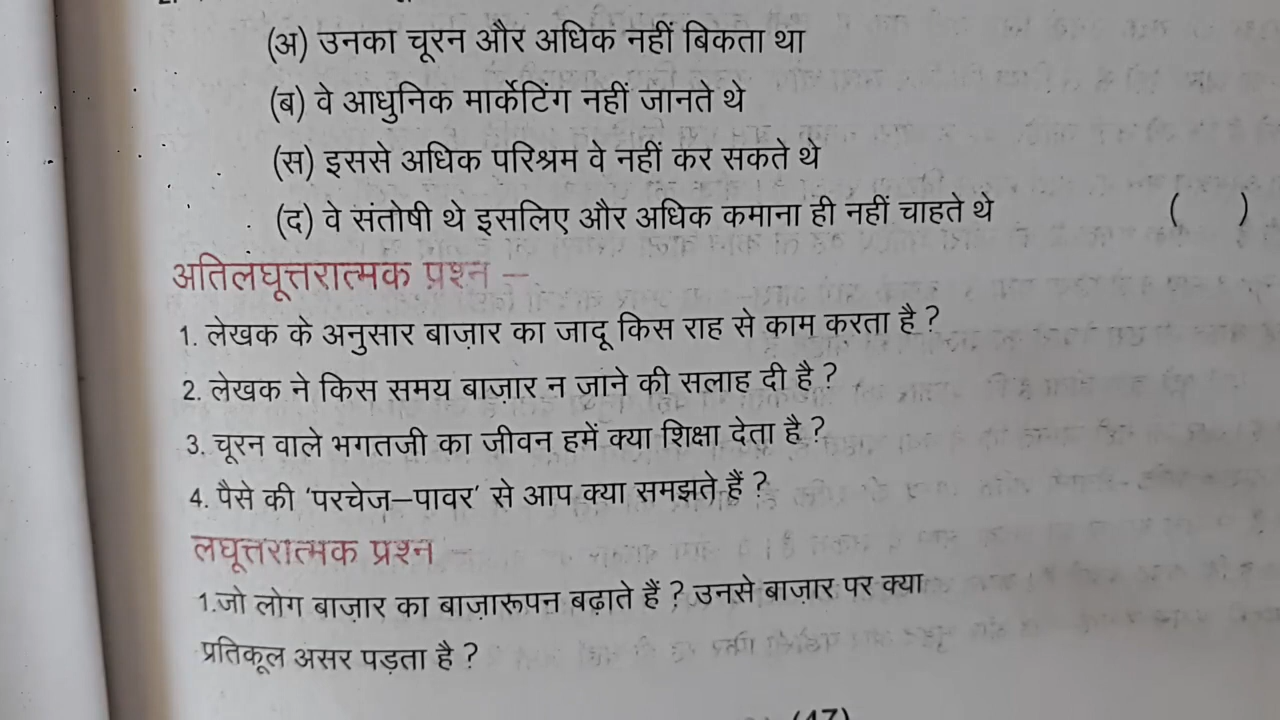 (अ) उनका चूरन और अधिक नहीं बिकता था
(ब) वे आधुनिक मार्केटिंग नहीं जानते थे
(स) इससे अधिक परिश्रम वे नहीं कर सकते थे
(द) वे संतोषी थे इसलिए और अधिक कमाना ही नहीं चाहते थे ( )
अतिलघूत्तरात्मक प्रश्न –
1. लेखक के अनुसार बाज़ार का जादू किस राह से काम करता है ?
2. लेखक ने किस समय बाज़ार न जाने की सलाह दी है ?
3. चूरन वाले भगतजी का जीवन हमें क्या शिक्षा देता है ?
4. पैसे की 'परचेज–पावर' से आप क्या समझते हैं ?
लघूत्तरात्मक प्रश्न –
1.जो लोग बाज़ार का बाज़ारूपन बढ़ाते हैं ? उनसे बाज़ार पर क्या
प्रतिकूल असर पड़ता है ?
(47)